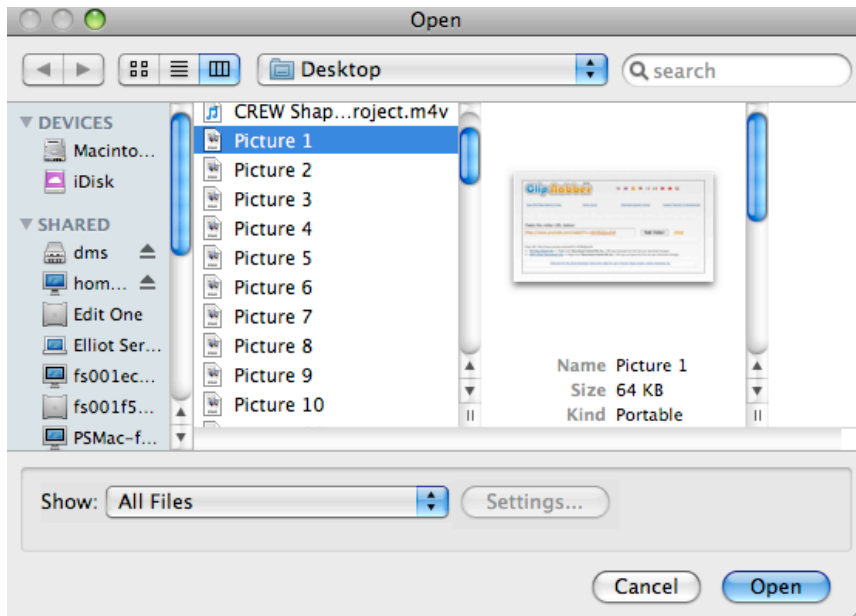 Open
Desktop
search
DEVICES
Macinto...
iDisk
SHARED
dms
hom...
Edit One
Elliot Ser...
fs001ec...
fs001f5...
PSMac-f...
CREW Shap...roject.m4v
Picture 1
Picture 2
Picture 3
Picture 4
Picture 5
Picture 6
Picture 7
Picture 8
Picture 9
Picture 10
Name Picture 1
Size 64 KB
Kind Portable
Show: All Files
Settings...
Cancel
Open